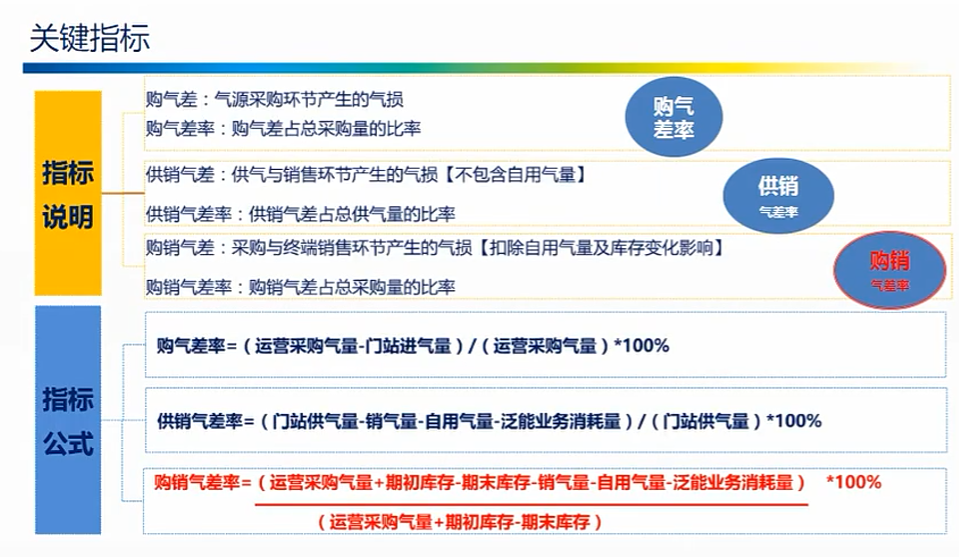 关键指标
指标
说明
购气差：气源采购环节产生的气损
购气差率：购气差占总采购量的比率
购气
差率
供销气差：供气与销售环节产生的气损【不包含自用气量】
供销气差率：供销气差占总供气量的比率
供销
气差率
购销气差：采购与终端销售环节产生的气损【扣除自用气量及库存变化影响】
购销气差率：购销气差占总采购量的比率
购销
气差率
指标
公式
购气差率=（运营采购气量-门站进气量）/（运营采购气量）*100%
供销气差率=（门站供气量-销气量-自用气量-泛能业务消耗量）/（门站供气量）*100%
购销气差率=（运营采购气量+期初库存-期末库存-销气量-自用气量-泛能业务消耗量） *100%
（运营采购气量+期初库存-期末库存）